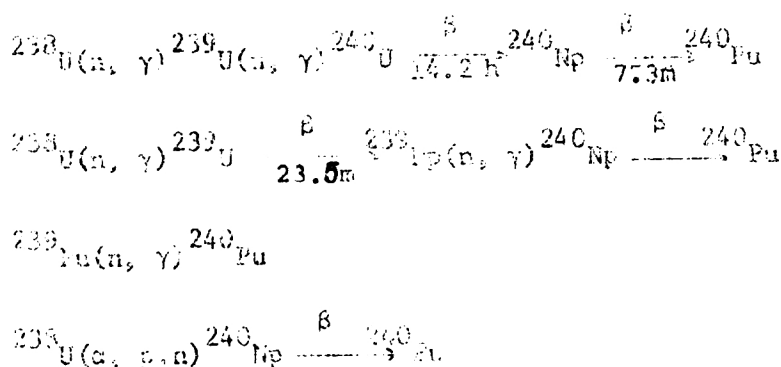 ²³⁸U(n, γ)²³⁹U(n, γ)²⁴⁰U β 14.2 h ²⁴⁰Np β 7.3m ²⁴⁰Pu
²³⁸U(n, γ)²³⁹U β 23.5m ²³⁹Np(n, γ)²⁴⁰Np β ²⁴⁰Pu
²³⁹Pu(n, γ)²⁴⁰Pu
²³⁸U(α, p,n)²⁴⁰Np β ²⁴⁰Pu